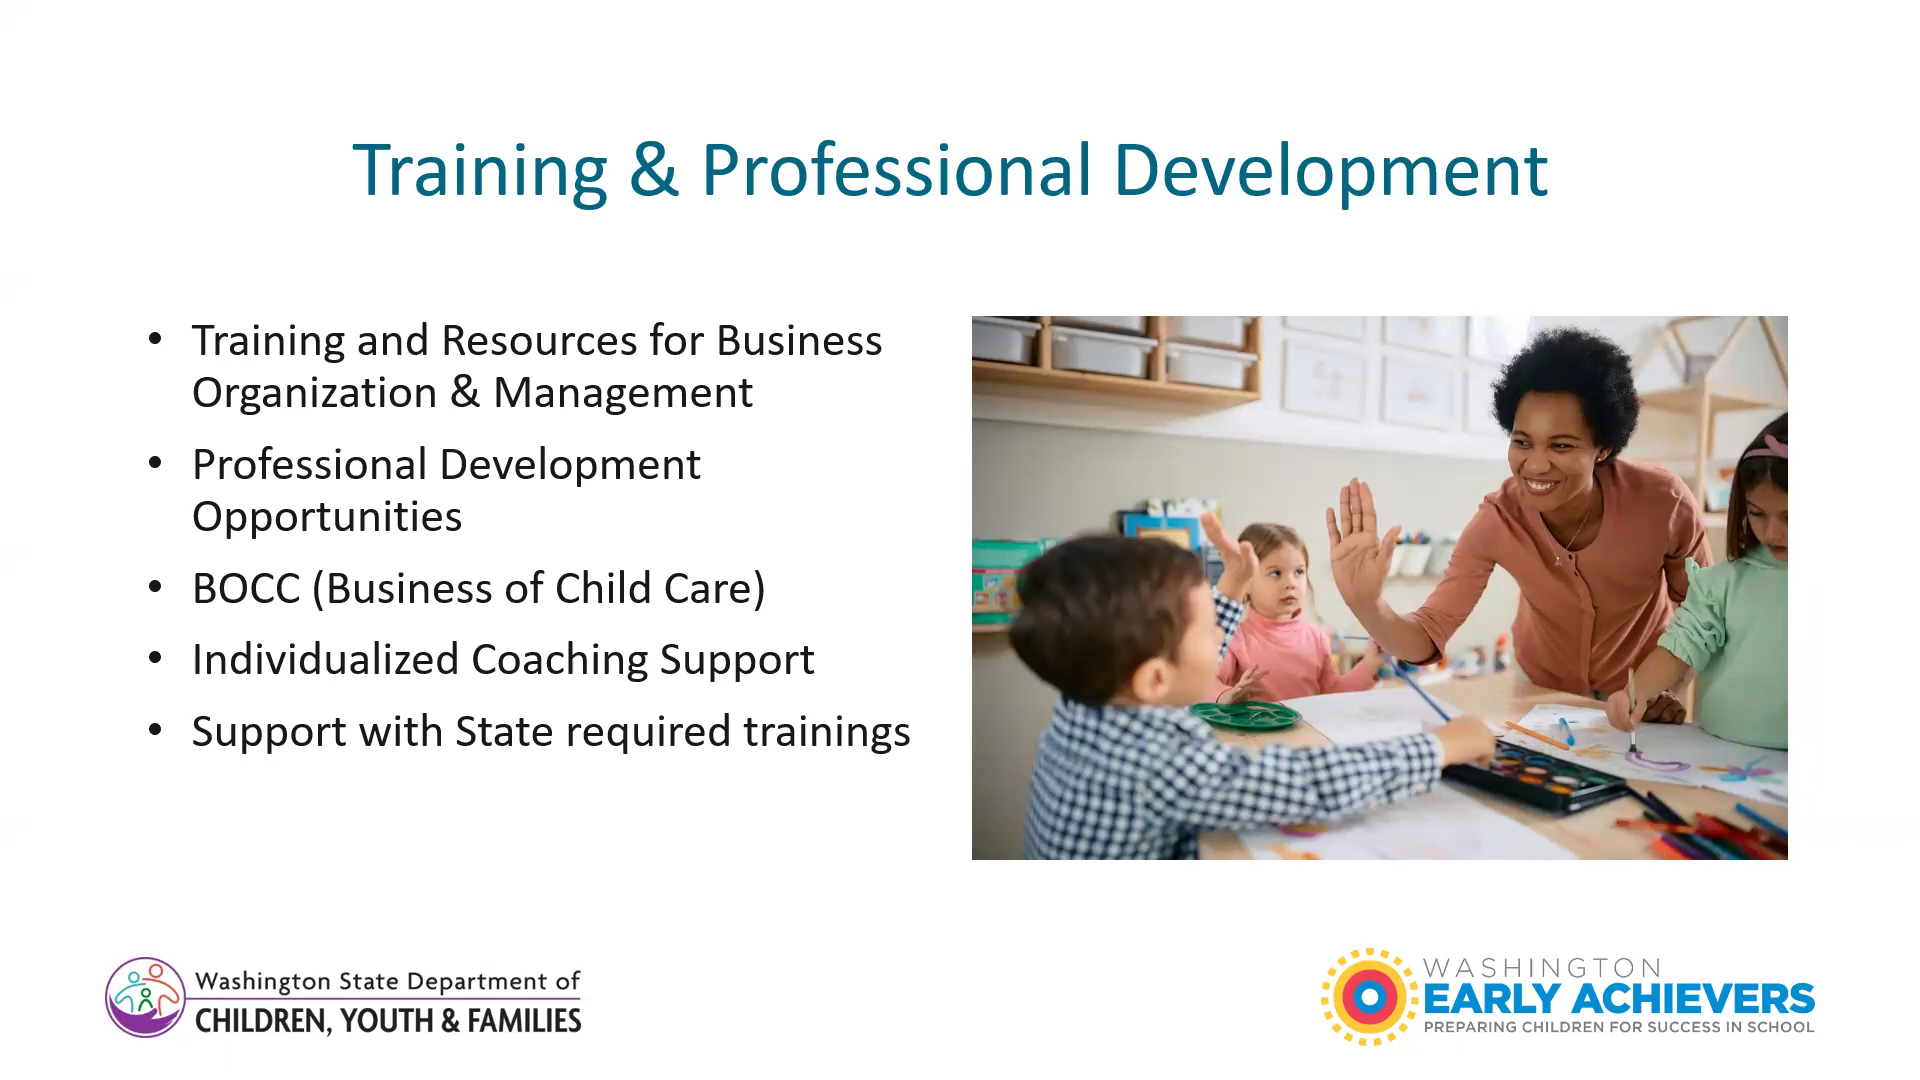 Training & Professional Development
• Training and Resources for Business
Organization & Management
• Professional Development
Opportunities
• BOCC (Business of Child Care)
• Individualized Coaching Support
• Support with State required trainings
Washington State Department of
CHILDREN, YOUTH & FAMILIES
WASHINGTON
EARLY ACHIEVERS
PREPARING CHILDREN FOR SUCCESS IN SCHOOL